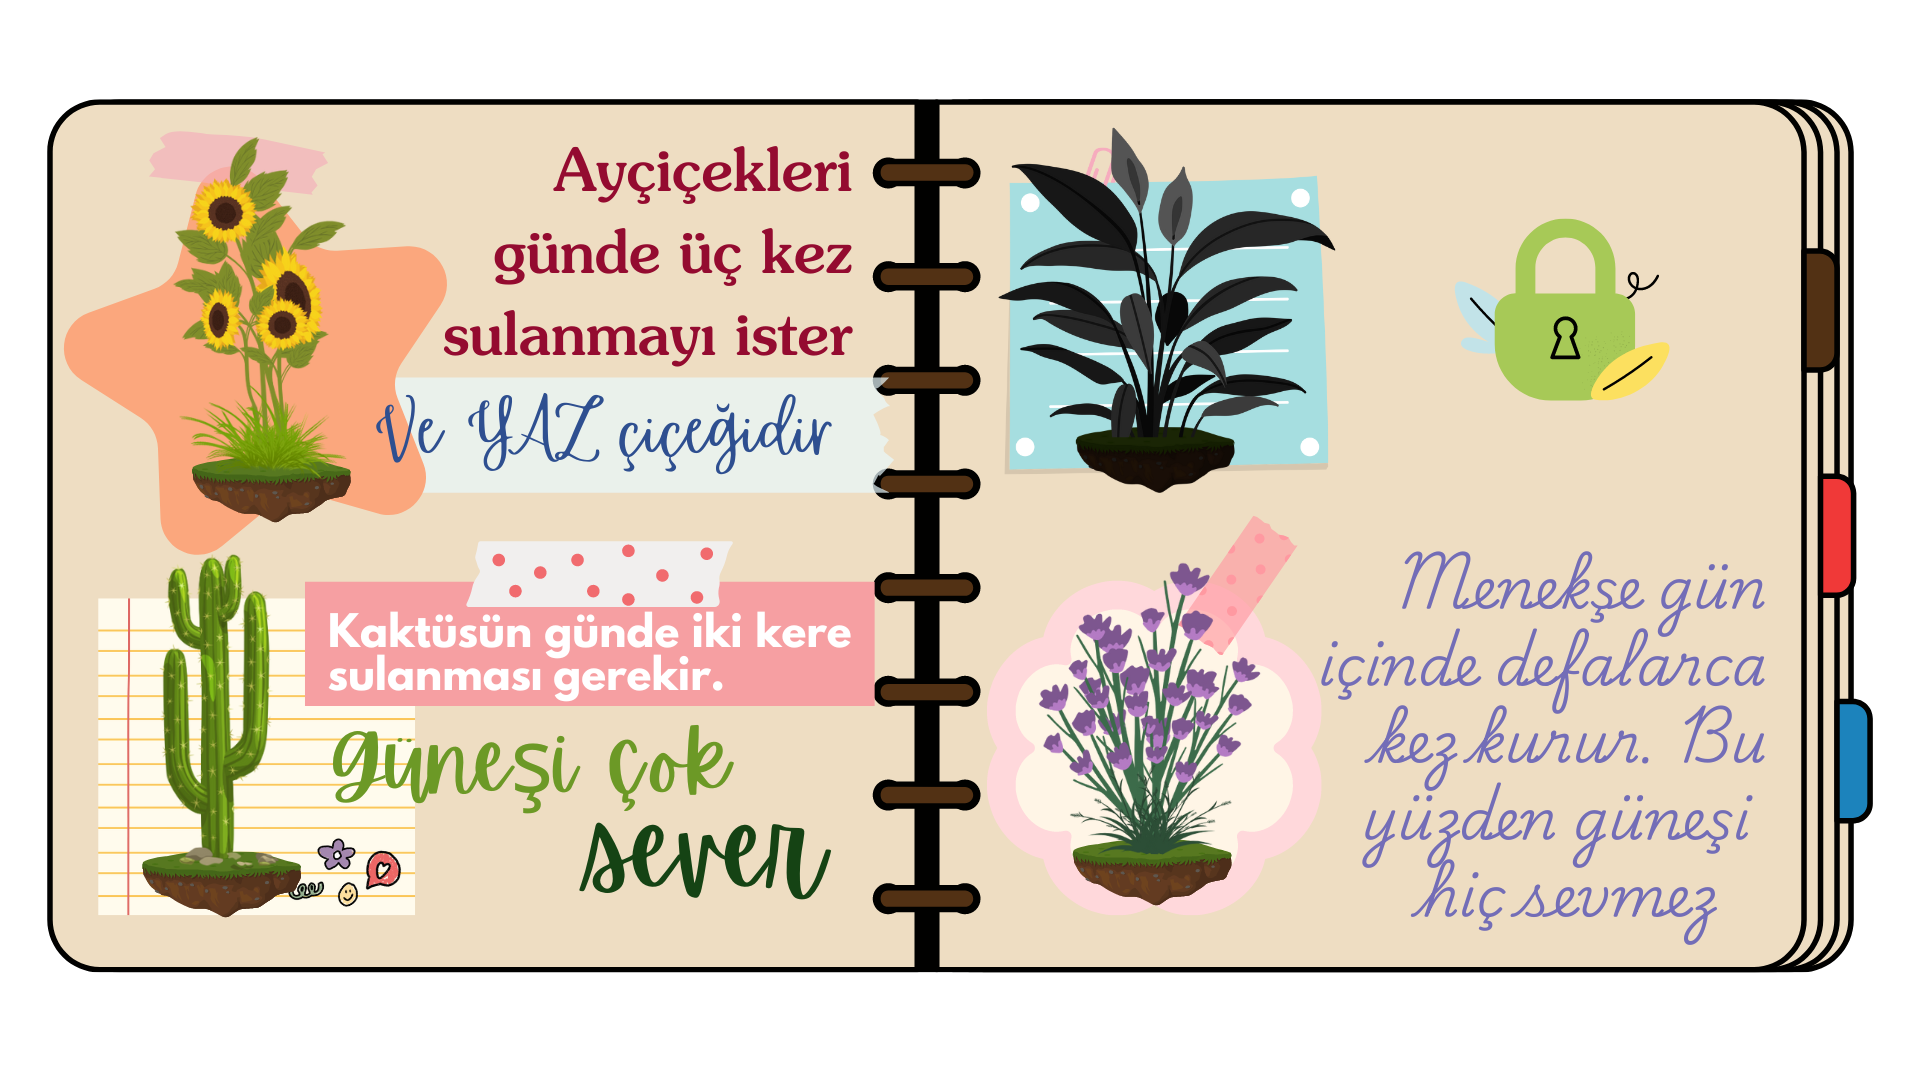 Ayçiçekleri
günde üç kez
sulanmayı ister
Ve YAZ çiçeğidir
Kaktüsün günde iki kere
sulanması gerekir.
güneşi çok
sever
Menekşe gün
içinde defalarca
kez kurur. Bu
yüzden güneşi
hiç sevmez